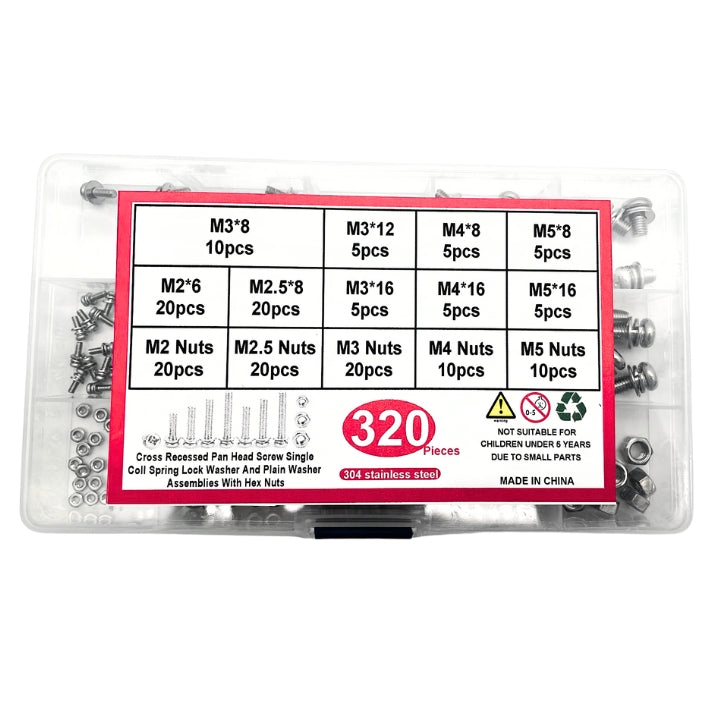 M3*8
10pcs
M3*12
5pcs
M4*8
5pcs
M5*8
5pcs
M2*6
20pcs
M2.5*8
20pcs
M3*16
5pcs
M4*16
5pcs
M5*16
5pcs
M2 Nuts
20pcs
M2.5 Nuts
20pcs
M3 Nuts
20pcs
M4 Nuts
10pcs
M5 Nuts
10pcs
Cross Recessed Pan Head Screw Single
Coll Spring Lock Washer And Plain Washer
Assemblies With Hex Nuts
320
Pieces
304 stainless steel
warning
0-5
NOT SUITABLE FOR
CHILDREN UNDER 6 YEARS
DUE TO SMALL PARTS
MADE IN CHINA